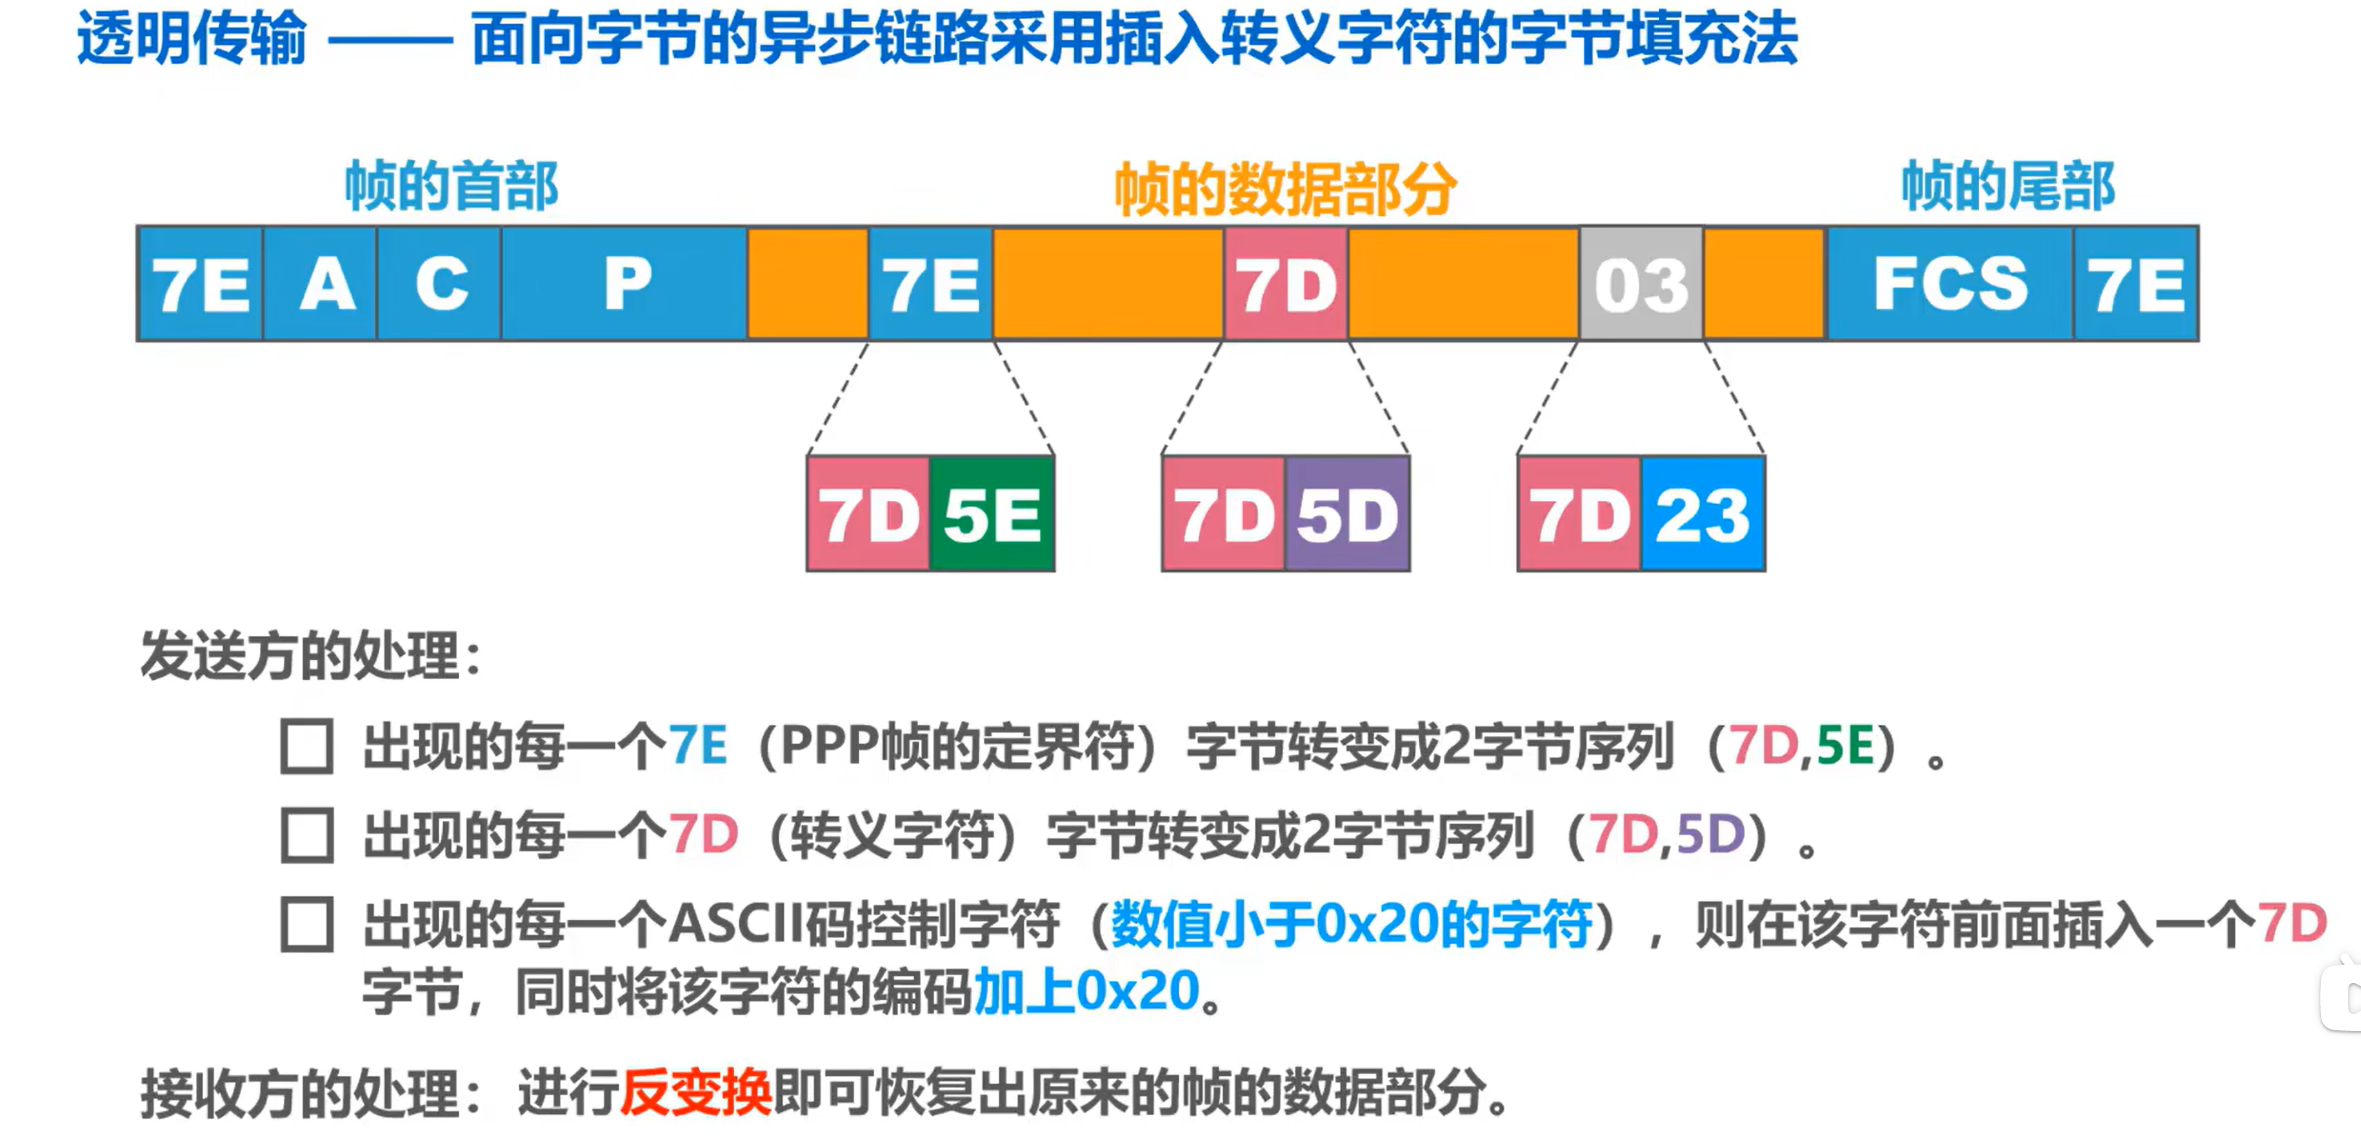 透明传输 —— 面向字节的异步链路采用插入转义字符的字节填充法
帧的首部 帧的数据部分 帧的尾部
7E A C P 7E 7D 03 FCS 7E
7D 5E 7D 5D 7D 23
发送方的处理：
出现的每一个7E（PPP帧的定界符）字节转变成2字节序列（7D,5E）。
出现的每一个7D（转义字符）字节转变成2字节序列（7D,5D）。
出现的每一个ASCII码控制字符（数值小于0x20的字符），则在该字符前面插入一个7D
字节，同时将该字符的编码加上0x20。
接收方的处理：进行反变换即可恢复出原来的帧的数据部分。